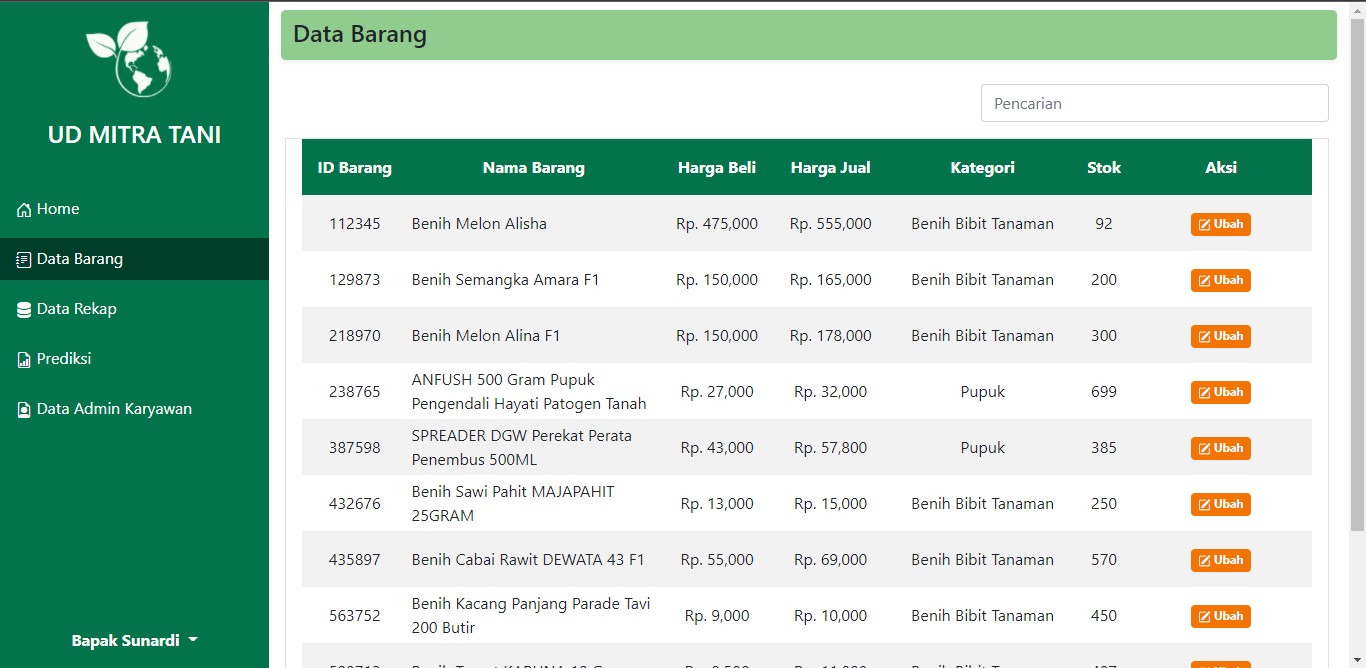 UD MITRA TANI
Home
Data Barang
Data Rekap
Prediksi
Data Admin Karyawan
Bapak Sunardi
Data Barang
Pencarian
ID Barang Nama Barang Harga Beli Harga Jual Kategori Stok Aksi
112345 Benih Melon Alisha Rp. 475,000 Rp. 555,000 Benih Bibit Tanaman 92 Ubah
129873 Benih Semangka Amara F1 Rp. 150,000 Rp. 165,000 Benih Bibit Tanaman 200 Ubah
218970 Benih Melon Alina F1 Rp. 150,000 Rp. 178,000 Benih Bibit Tanaman 300 Ubah
ANFUSH 500 Gram Pupuk
238765 Rp. 27,000 Rp. 32,000 Pupuk 699 Ubah
Pengendali Hayati Patogen Tanah
SPREADER DGW Perekat Perata
387598 Rp. 43,000 Rp. 57,800 Pupuk 385 Ubah
Penembus 500ML
Benih Sawi Pahit MAJAPAHIT
432676 Rp. 13,000 Rp. 15,000 Benih Bibit Tanaman 250 Ubah
25GRAM
435897 Benih Cabai Rawit DEWATA 43 F1 Rp. 55,000 Rp. 69,000 Benih Bibit Tanaman 570 Ubah
Benih Kacang Panjang Parade Tavi
563752 Rp. 9,000 Rp. 10,000 Benih Bibit Tanaman 450 Ubah
200 Butir